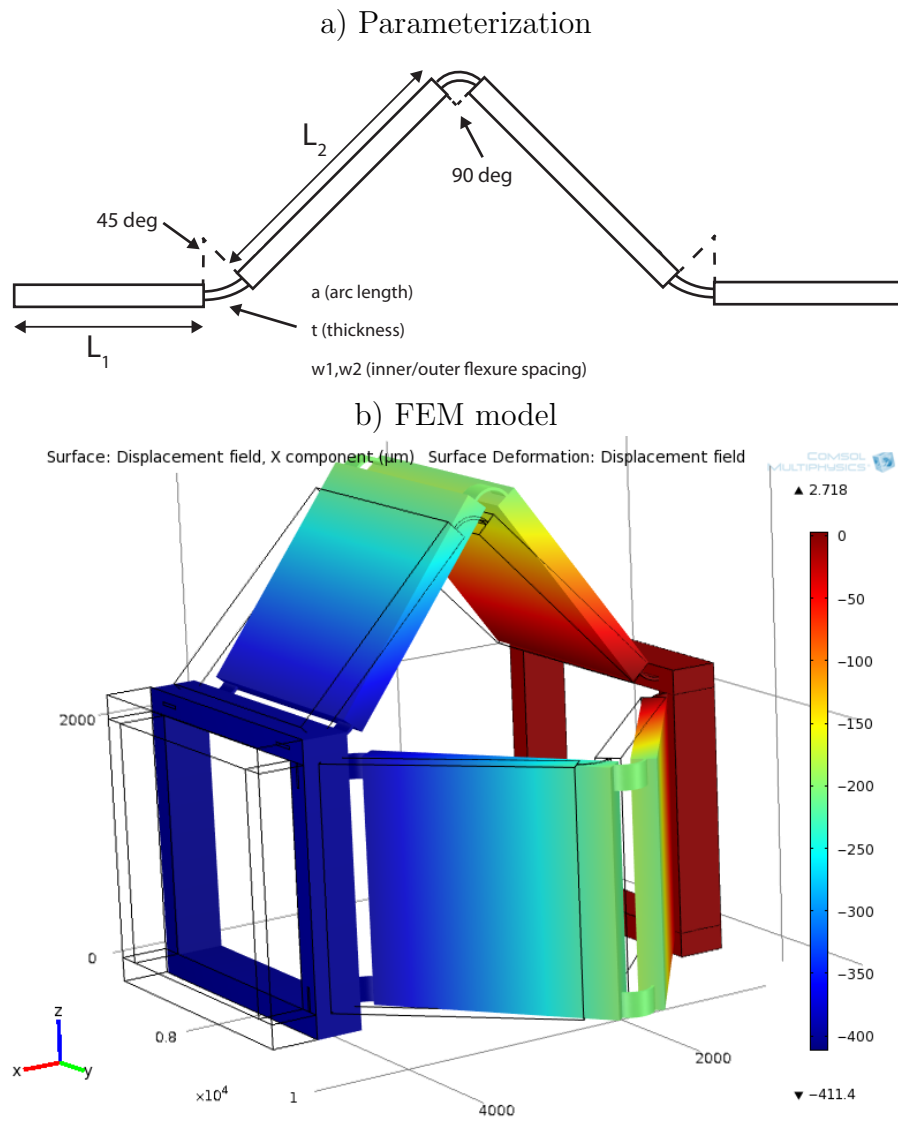 a) Parameterization
L2
90 deg
45 deg
a (arc length)
t (thickness)
L1
w1,w2 (inner/outer flexure spacing)
b) FEM model
Surface: Displacement field, X component (μm) Surface Deformation: Displacement field
COMSOL
MULTIPHYSICS
▲ 2.718
0
−50
−100
−150
−200
−250
−300
−350
−400
▼ −411.4
2000
0
0.8
×10⁴
1
4000
2000
z
x
y